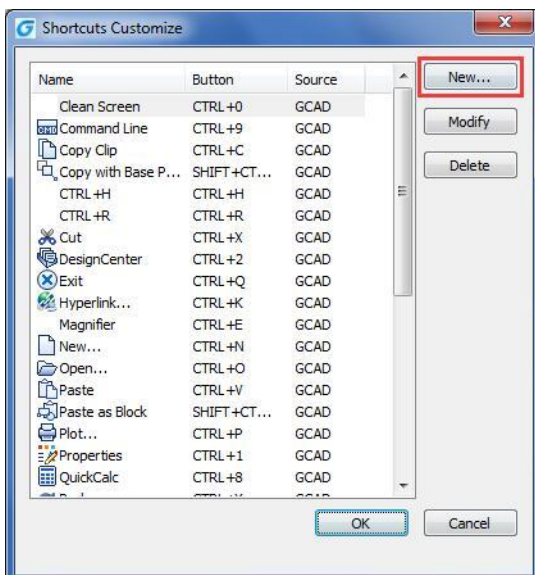 Shortcuts Customize
Name Button Source
New...
Clean Screen CTRL+0 GCAD
CMD Command Line CTRL+9 GCAD
Modify
Copy Clip CTRL+C GCAD
Copy with Base P... SHIFT+CT... GCAD
Delete
CTRL+H CTRL+H GCAD
CTRL+R CTRL+R GCAD
Cut CTRL+X GCAD
DesignCenter CTRL+2 GCAD
Exit CTRL+Q GCAD
Hyperlink... CTRL+K GCAD
Magnifier CTRL+E GCAD
New... CTRL+N GCAD
Open... CTRL+O GCAD
Paste CTRL+V GCAD
Paste as Block SHIFT+CT... GCAD
Plot... CTRL+P GCAD
Properties CTRL+1 GCAD
QuickCalc CTRL+8 GCAD
OK Cancel